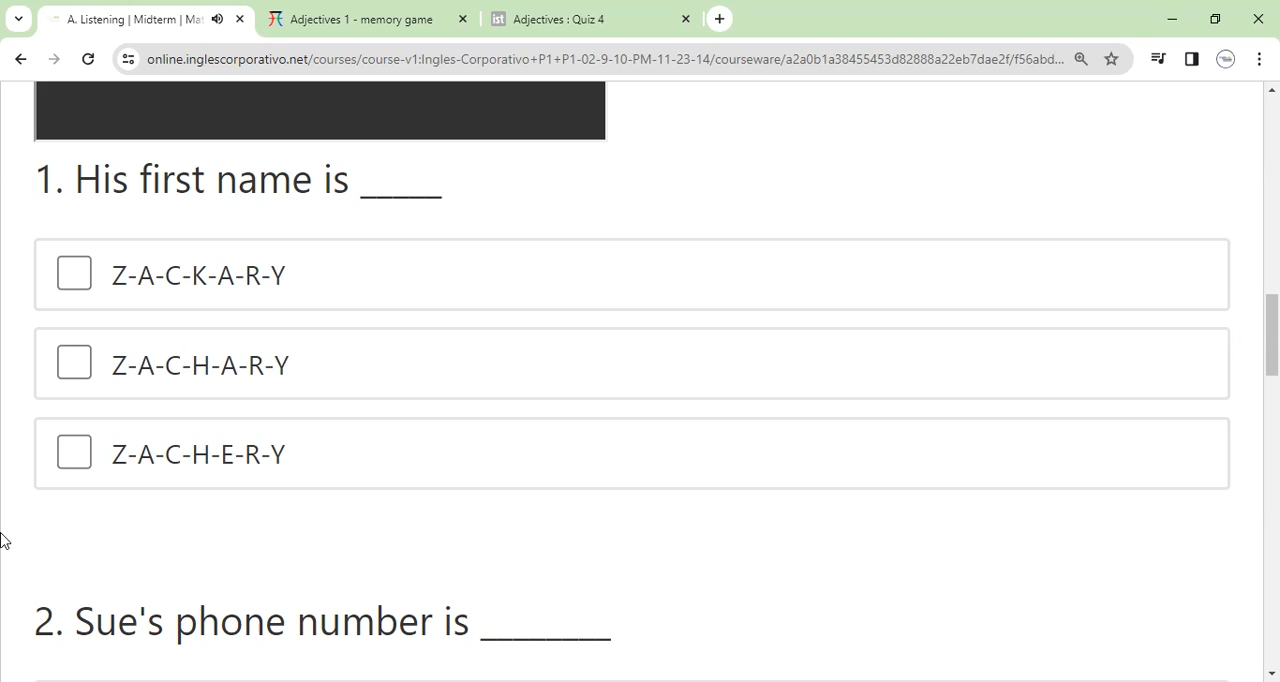 A. Listening | Midterm | Mat
Adjectives 1 - memory game
ist Adjectives : Quiz 4
online.inglescorporativo.net/courses/course-v1:Ingles-Corporativo+P1+P1-02-9-10-PM-11-23-14/courseware/a2a0b1a38455453d82888a22eb7dae2f/f56abd...
1. His first name is _____
Z-A-C-K-A-R-Y
Z-A-C-H-A-R-Y
Z-A-C-H-E-R-Y
2. Sue's phone number is ________